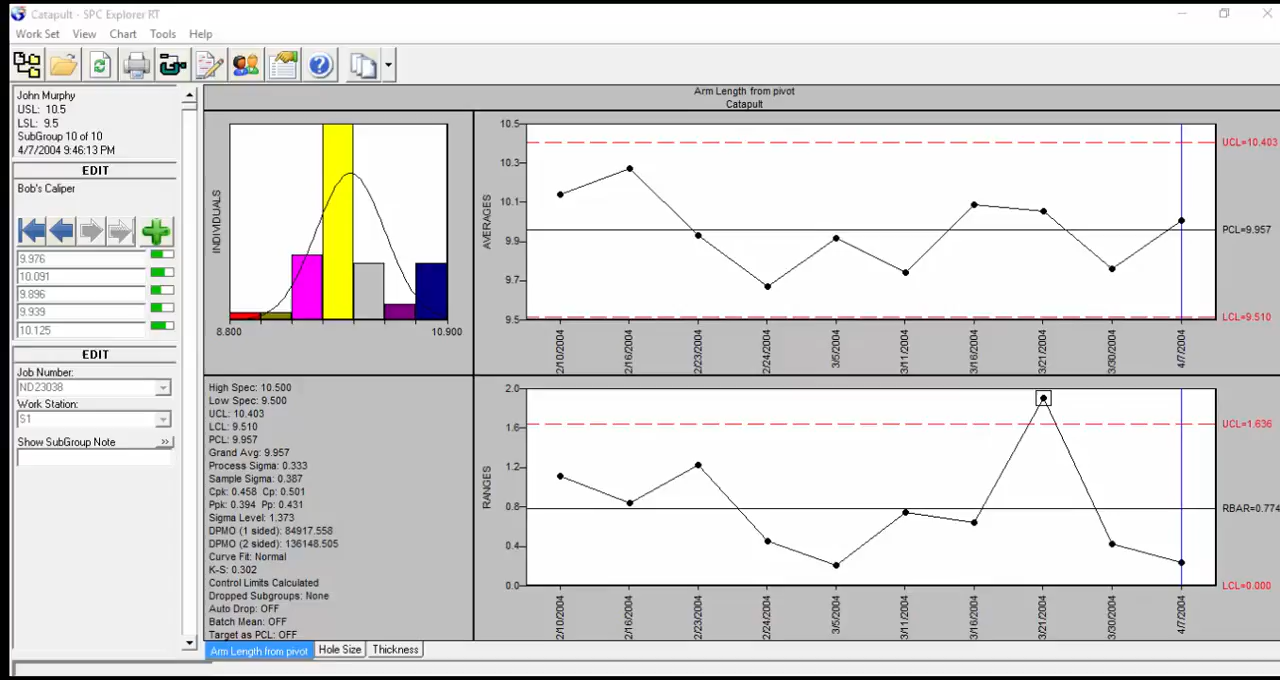 Catapult - SPC Explorer RT
Work Set View Chart Tools Help
John Murphy
USL: 10.5
LSL: 9.5
SubGroup 10 of 10
4/7/2004 9:46:13 PM
EDIT
Bob's Caliper
9.976
10.091
9.896
9.939
10.125
EDIT
Job Number:
ND23038
Work Station:
S1
Show SubGroup Note >>
Arm Length from pivot
Catapult
INDIVIDUALS
8.800 10.900
AVERAGES
10.5
10.3
10.1
9.9
9.7
9.5
UCL=10.403
PCL=9.957
LCL=9.510
2/10/2004 2/16/2004 2/23/2004 2/24/2004 3/5/2004 3/11/2004 3/16/2004 3/21/2004 3/30/2004 4/7/2004
High Spec: 10.500
Low Spec: 9.500
UCL: 10.403
LCL: 9.510
PCL: 9.957
Grand Avg: 9.957
Process Sigma: 0.333
Sample Sigma: 0.387
Cpk: 0.458 Cp: 0.501
Ppk: 0.394 Pp: 0.431
Sigma Level: 1.373
DPMO (1 sided): 84917.558
DPMO (2 sided): 136148.505
Curve Fit: Normal
K-S: 0.302
Control Limits Calculated
Dropped Subgroups: None
Auto Drop: OFF
Batch Mean: OFF
Target as PCL: OFF
RANGES
2.0
1.6
1.2
0.8
0.4
0.0
UCL=1.636
RBAR=0.774
LCL=0.000
2/10/2004 2/16/2004 2/23/2004 2/24/2004 3/5/2004 3/11/2004 3/16/2004 3/21/2004 3/30/2004 4/7/2004
Arm Length from pivot Hole Size Thickness